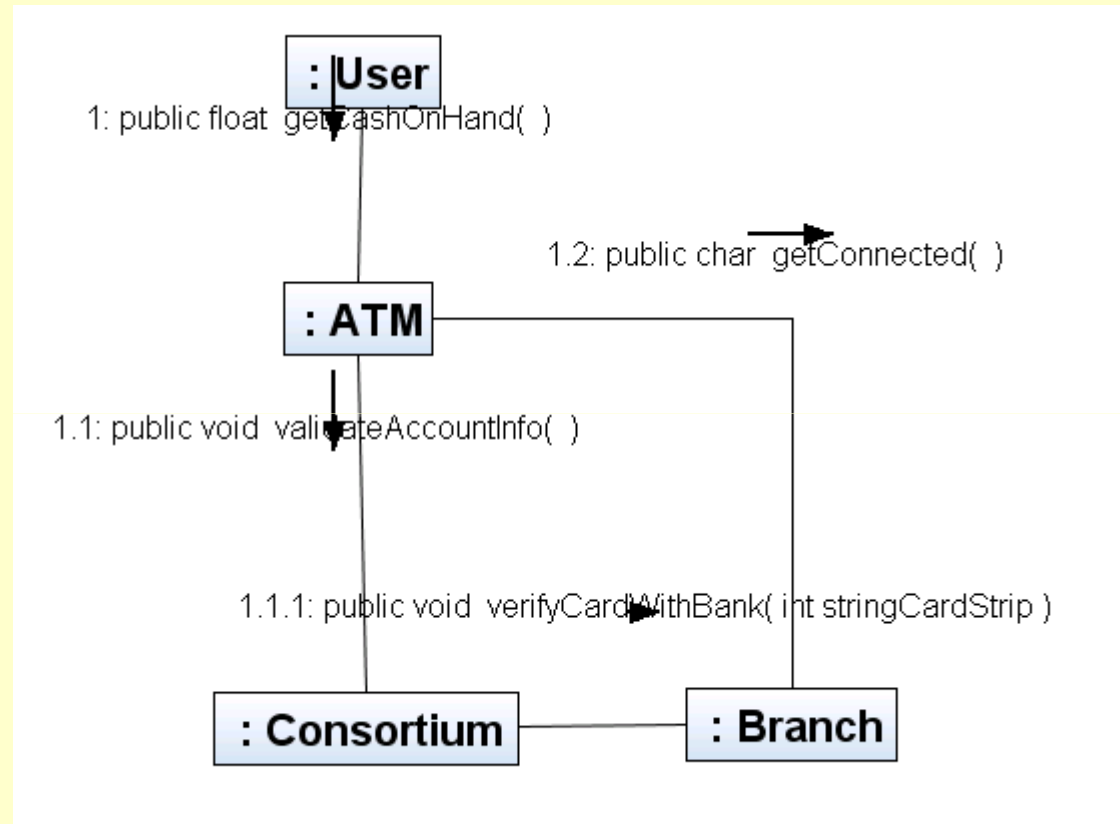 : User
1: public float getCashOnHand( )
1.2: public char getConnected( )
: ATM
1.1: public void validateAccountInfo( )
1.1.1: public void verifyCardWithBank( int stringCardStrip )
: Consortium
: Branch